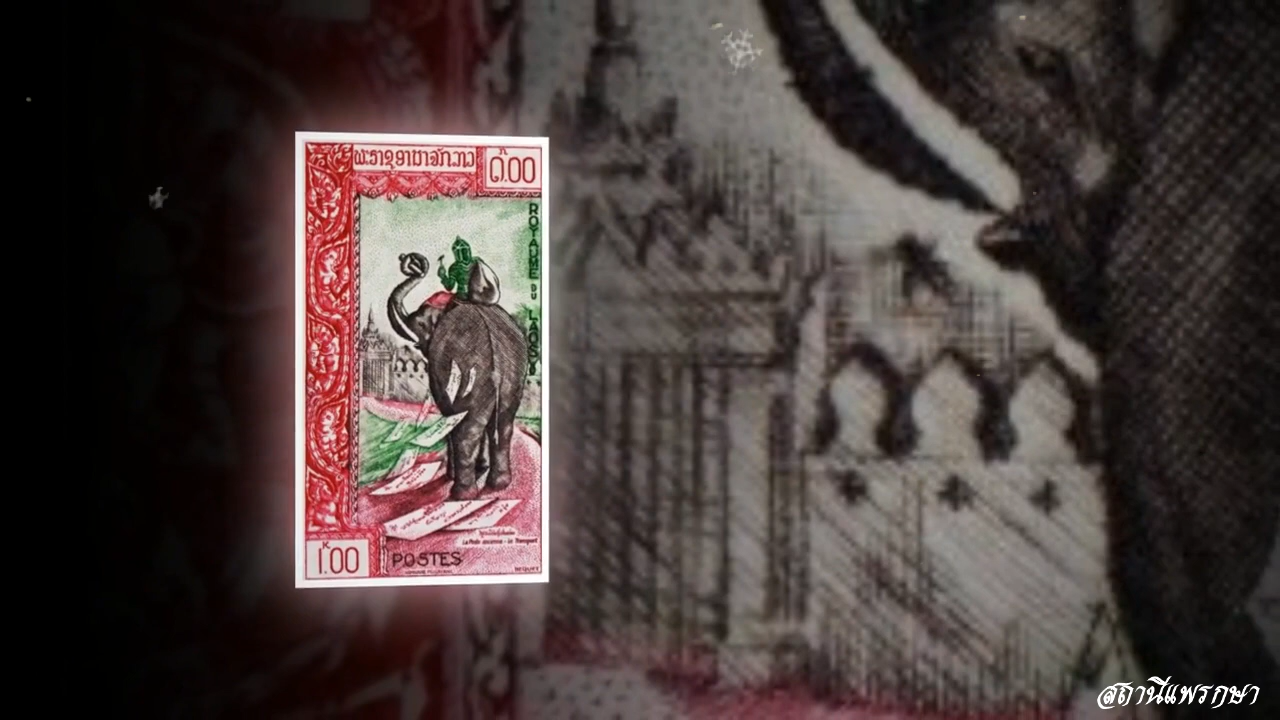 ພະຣາຊອານາຈັກລາວ
ກ
໑.00
ROYAUME DU LAOS
K
1.00
POSTES
La Poste ancienne - Le Transport
สถานีแพรกษา